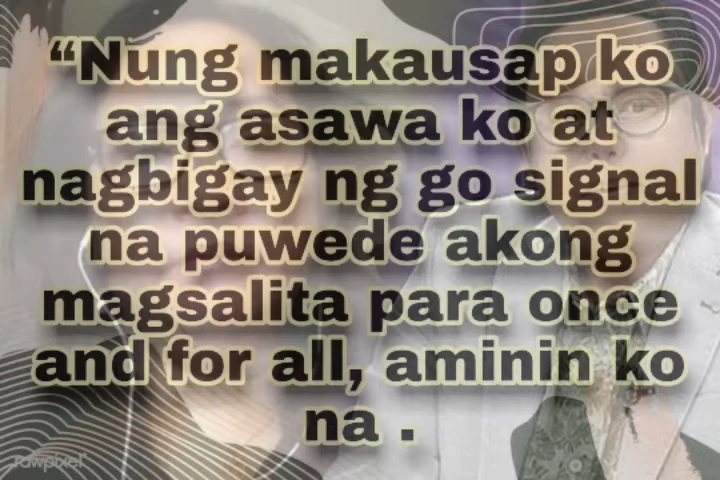 “Nung makausap ko
ang asawa ko at
nagbigay ng go signal
na puwede akong
magsalita para once
and for all, aminin ko
na .
rawpixel